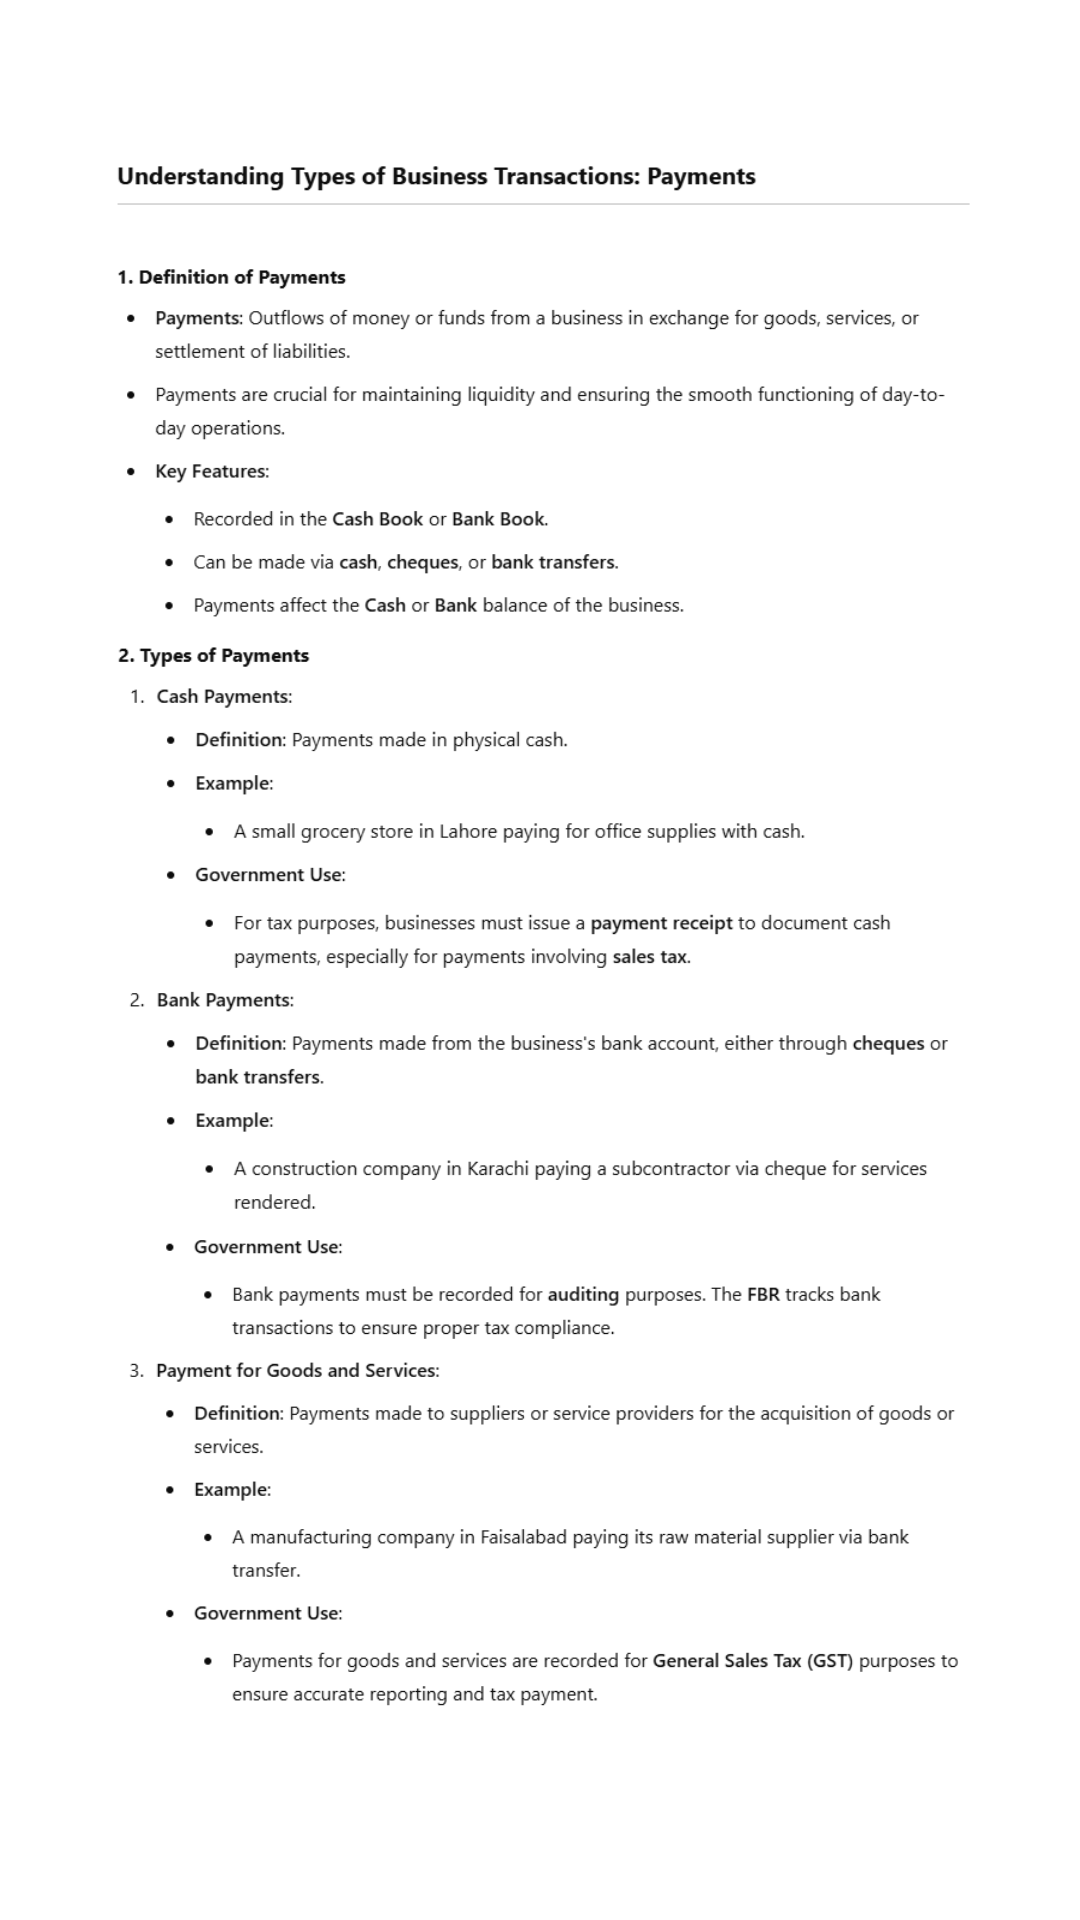 Understanding Types of Business Transactions: Payments
1. Definition of Payments
• Payments: Outflows of money or funds from a business in exchange for goods, services, or
settlement of liabilities.
• Payments are crucial for maintaining liquidity and ensuring the smooth functioning of day-to-
day operations.
• Key Features:
• Recorded in the Cash Book or Bank Book.
• Can be made via cash, cheques, or bank transfers.
• Payments affect the Cash or Bank balance of the business.
2. Types of Payments
1. Cash Payments:
• Definition: Payments made in physical cash.
• Example:
• A small grocery store in Lahore paying for office supplies with cash.
• Government Use:
• For tax purposes, businesses must issue a payment receipt to document cash
payments, especially for payments involving sales tax.
2. Bank Payments:
• Definition: Payments made from the business's bank account, either through cheques or
bank transfers.
• Example:
• A construction company in Karachi paying a subcontractor via cheque for services
rendered.
• Government Use:
• Bank payments must be recorded for auditing purposes. The FBR tracks bank
transactions to ensure proper tax compliance.
3. Payment for Goods and Services:
• Definition: Payments made to suppliers or service providers for the acquisition of goods or
services.
• Example:
• A manufacturing company in Faisalabad paying its raw material supplier via bank
transfer.
• Government Use:
• Payments for goods and services are recorded for General Sales Tax (GST) purposes to
ensure accurate reporting and tax payment.